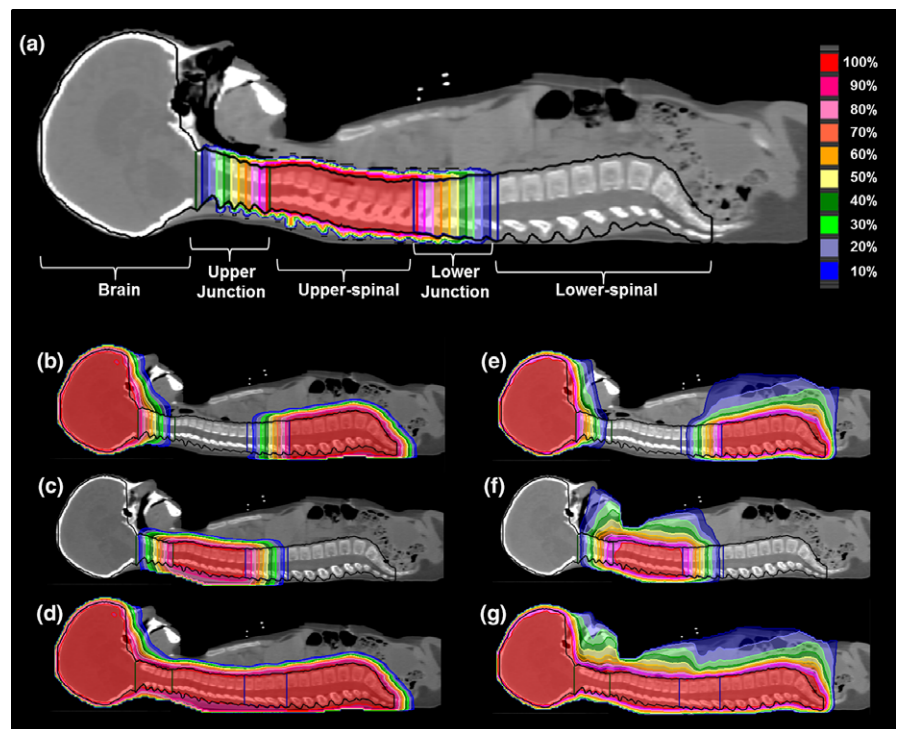 (a)
100%
90%
80%
70%
60%
50%
40%
30%
20%
10%
Brain
Upper
Junction
Upper-spinal
Lower
Junction
Lower-spinal
(b)
(e)
(c)
(f)
(d)
(g)